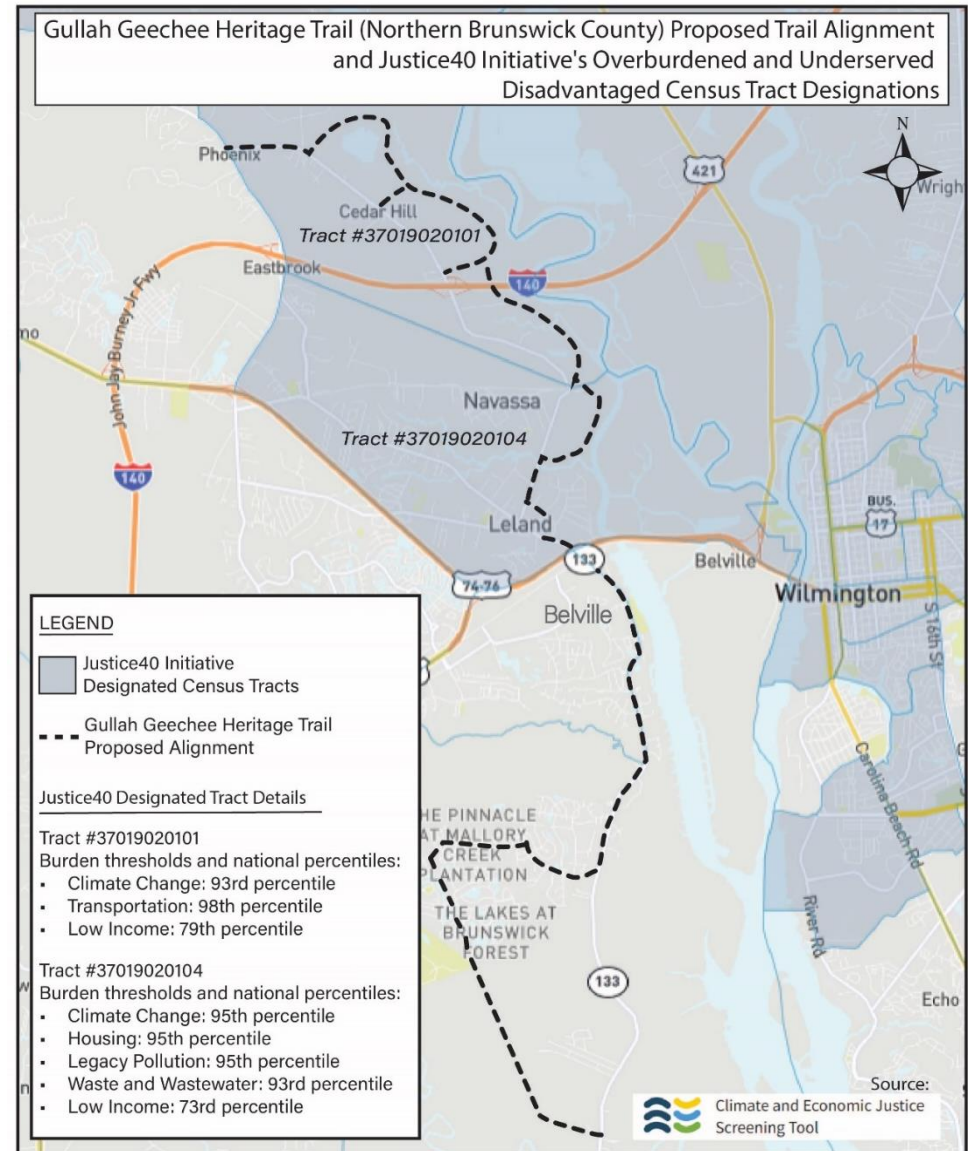 Gullah Geechee Heritage Trail (Northern Brunswick County) Proposed Trail Alignment
and Justice40 Initiative's Overburdened and Underserved
Disadvantaged Census Tract Designations
N
Phoenix
421
Wrigh
Cedar Hill
Tract #37019020101
Eastbrook
140
John Jay Burney Jr. Fwy
mo
Navassa
Tract #37019020104
140
BUS.
17
Leland
133
Belville
74-76
Wilmington
S 16th St
Belville
LEGEND
Justice40 Initiative
Designated Census Tracts
Gullah Geechee Heritage Trail
Proposed Alignment
Justice40 Designated Tract Details
Tract #37019020101
Burden thresholds and national percentiles:
▪ Climate Change: 93rd percentile
▪ Transportation: 98th percentile
▪ Low Income: 79th percentile
Tract #37019020104
Burden thresholds and national percentiles:
▪ Climate Change: 95th percentile
▪ Housing: 95th percentile
▪ Legacy Pollution: 95th percentile
▪ Waste and Wastewater: 93rd percentile
▪ Low Income: 73rd percentile
Carolina Beach Rd
HE PINNACLE
AT MALLORY
CREEK
PLANTATION
THE LAKES AT
BRUNSWICK
FOREST
River Rd
133
Echo
Source:
Climate and Economic Justice
Screening Tool